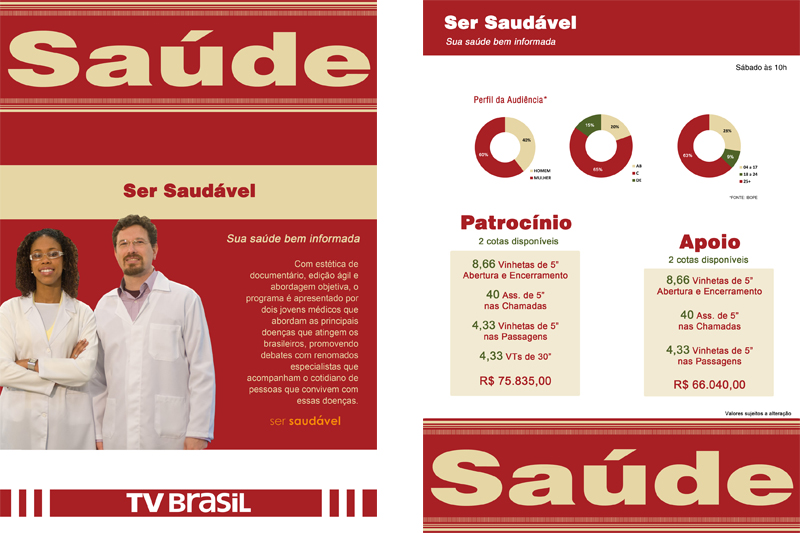 Saúde
Ser Saudável
Sua saúde bem informada
Com estética de
documentário, edição ágil e
abordagem objetiva, o
programa é apresentado por
dois jovens médicos que
abordam as principais
doenças que atingem os
brasileiros, promovendo
debates com renomados
especialistas que
acompanham o cotidiano de
pessoas que convivem com
essas doenças.
ser saudável
TV BRASIL
Ser Saudável
Sua saúde bem informada
Sábado às 10h
Perfil da Audiência*
40%
60%
HOMEM
MULHER
15%
20%
65%
AB
C
DE
26%
9%
04 a 17
18 a 24
25+
*FONTE: IBOPE
Patrocínio
2 cotas disponíveis
8,66 Vinhetas de 5"
Abertura e Encerramento
40 Ass. de 5"
nas Chamadas
4,33 Vinhetas de 5"
nas Passagens
4,33 VTs de 30"
R$ 75.835,00
Apoio
2 cotas disponíveis
8,66 Vinhetas de 5"
Abertura e Encerramento
40 Ass. de 5"
nas Chamadas
4,33 Vinhetas de 5"
nas Passagens
R$ 66.040,00
Valores sujeitos a alteração
Saúde